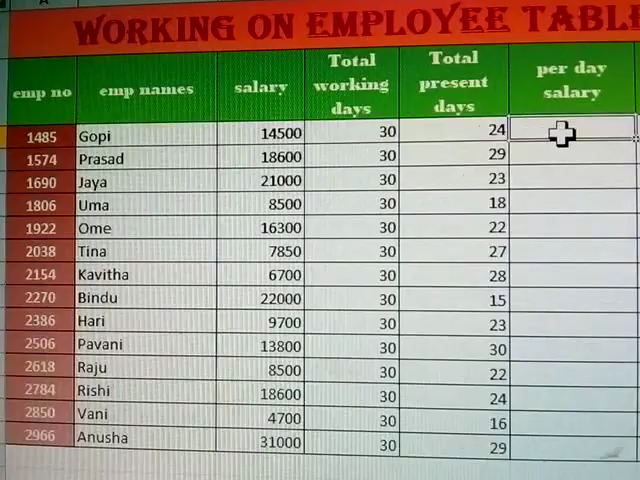 WORKING ON EMPLOYEE TABL
emp no emp names salary Total working days Total present days per day salary
1485 Gopi 14500 30 24
1574 Prasad 18600 30 29
1690 Jaya 21000 30 23
1806 Uma 8500 30 18
1922 Ome 16300 30 22
2038 Tina 7850 30 27
2154 Kavitha 6700 30 28
2270 Bindu 22000 30 15
2386 Hari 9700 30 23
2506 Pavani 13800 30 30
2618 Raju 8500 30 22
2784 Rishi 18600 30 24
2850 Vani 4700 30 16
2966 Anusha 31000 30 29